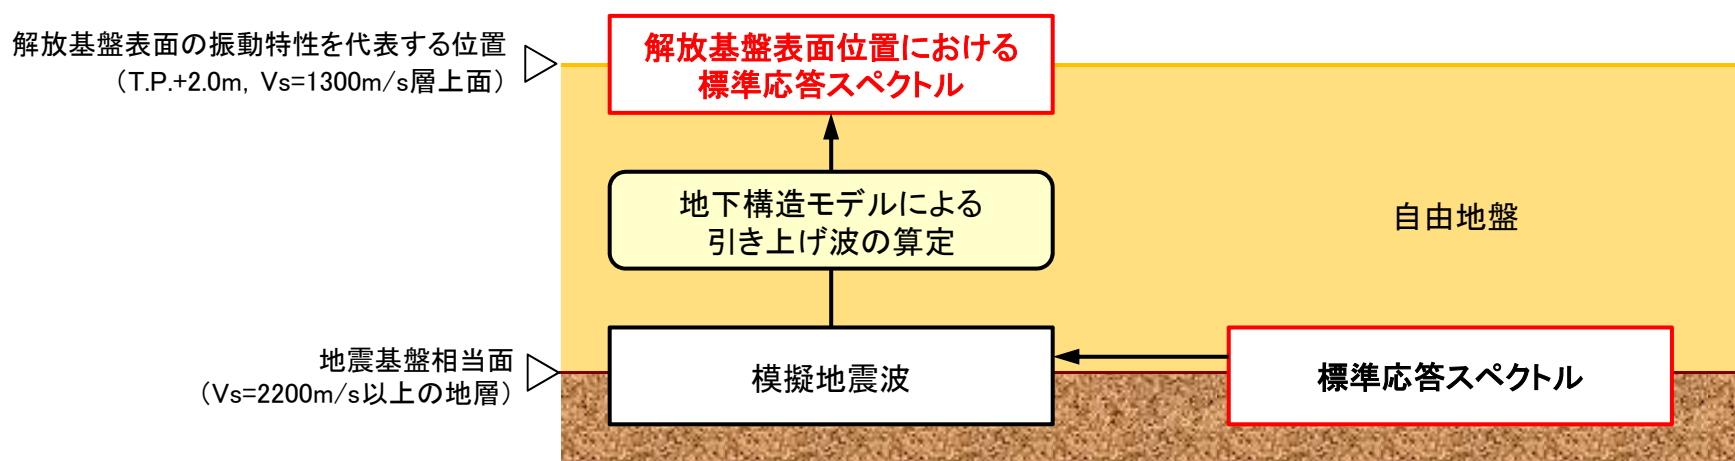 解放基盤表面の振動特性を代表する位置
（T.P.+2.0m, Vs=1300m/s層上面）
解放基盤表面位置における
標準応答スペクトル
地下構造モデルによる
引き上げ波の算定
自由地盤
地震基盤相当面
（Vs=2200m/s以上の地層）
模擬地震波
標準応答スペクトル